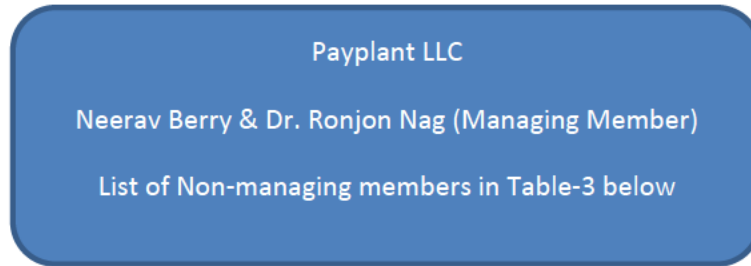 Payplant LLC
Neerav Berry & Dr. Ronjon Nag (Managing Member)
List of Non-managing members in Table-3 below